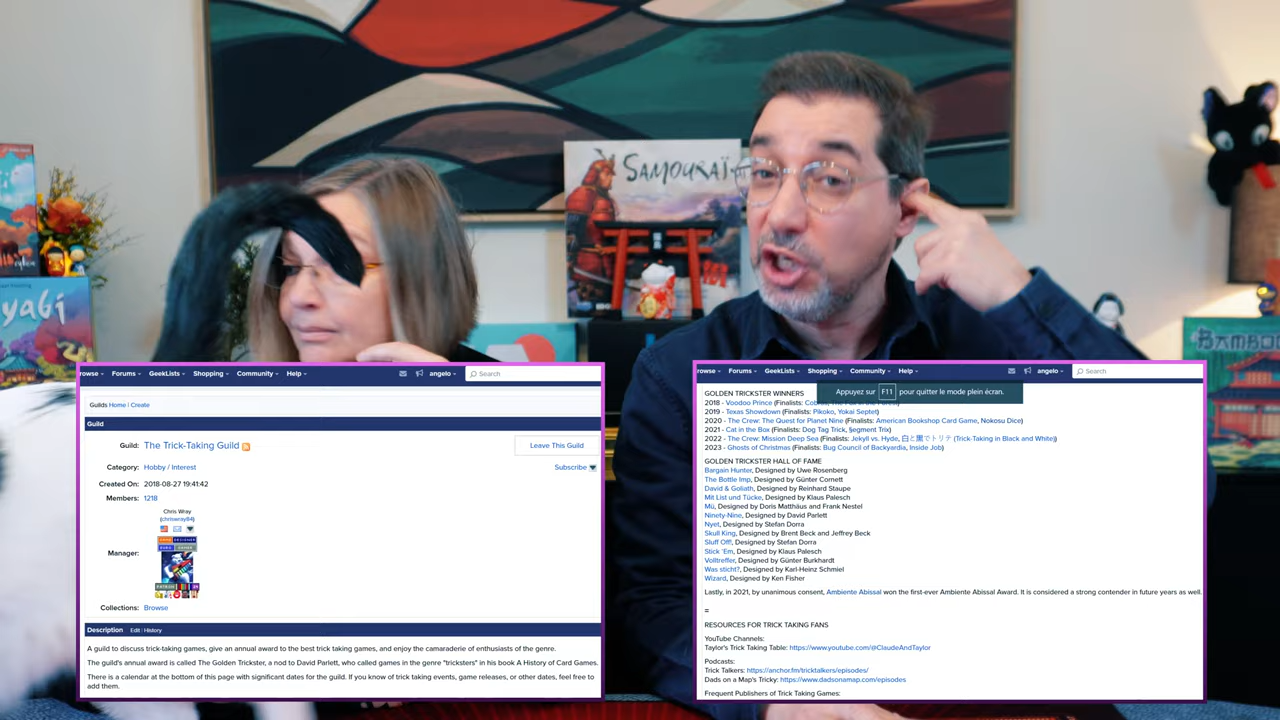 SAMOURAÏ
yabi
BAMBOU
rowse
Forums
GeekLists
Shopping
Community
Help
angelo
Search
Guilds Home | Create
Guild
Guild: The Trick-Taking Guild
Leave This Guild
Category: Hobby / Interest
Subscribe
Created On: 2018-08-27 19:41:42
Members: 1218
Chris Wray
(chriswray84)
Manager:
Collections: Browse
Description Edit | History
A guild to discuss trick-taking games, give an annual award to the best trick taking games, and enjoy the camaraderie of enthusiasts of the genre.
The guild's annual award is called The Golden Trickster, a nod to David Parlett, who called games in the genre "tricksters" in his book A History of Card Games.
There is a calendar at the bottom of this page with significant dates for the guild. If you know of trick taking events, game releases, or other dates, feel free to
add them.
rowse
Forums
GeekLists
Shopping
Community
Help
angelo
Search
Appuyez sur F11 pour quitter le mode plein écran.
GOLDEN TRICKSTER WINNERS
2018 - Voodoo Prince (Finalists:
2019 - Texas Showdown (Finalists: Pikoko, Yokai Septet)
2020 - The Crew: The Quest for Planet Nine (Finalists: American Bookshop Card Game, Nokosu Dice)
2021 - Cat in the Box (Finalists: Dog Tag Trick, §egment Trix)
2022 - The Crew: Mission Deep Sea (Finalists: Jekyll vs. Hyde, 白と黒でトリテ (Trick-Taking in Black and White))
2023 - Ghosts of Christmas (Finalists: Bug Council of Backyardia, Inside Job)
GOLDEN TRICKSTER HALL OF FAME
Bargain Hunter, Designed by Uwe Rosenberg
The Bottle Imp, Designed by Günter Cornett
David & Goliath, Designed by Reinhard Staupe
Mit List und Tücke, Designed by Klaus Palesch
Mü, Designed by Doris Matthäus and Frank Nestel
Ninety-Nine, Designed by David Parlett
Nyet, Designed by Stefan Dorra
Skull King, Designed by Brent Beck and Jeffrey Beck
Sluff Off!, Designed by Stefan Dorra
Stick 'Em, Designed by Klaus Palesch
Volltreffer, Designed by Günter Burkhardt
Was sticht?, Designed by Karl-Heinz Schmiel
Wizard, Designed by Ken Fisher
Lastly, in 2021, by unanimous consent, Ambiente Abissal won the first-ever Ambiente Abissal Award. It is considered a strong contender in future years as well.
=
RESOURCES FOR TRICK TAKING FANS
YouTube Channels:
Taylor's Trick Taking Table: https://www.youtube.com/@ClaudeAndTaylor
Podcasts:
Trick Talkers: https://anchor.fm/tricktalkers/episodes/
Dads on a Map's Tricky: https://www.dadsonamap.com/episodes
Frequent Publishers of Trick Taking Games: